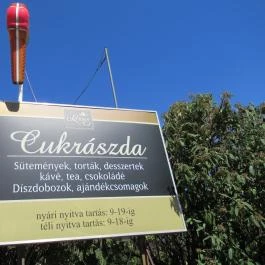 Cukrászda
Sütemények, torták, desszertek
kávé, tea, csokoládé
Díszdobozok, ajándékcsomagok
nyári nyitva tartás: 9-19-ig
téli nyitva tartás: 9-18-ig